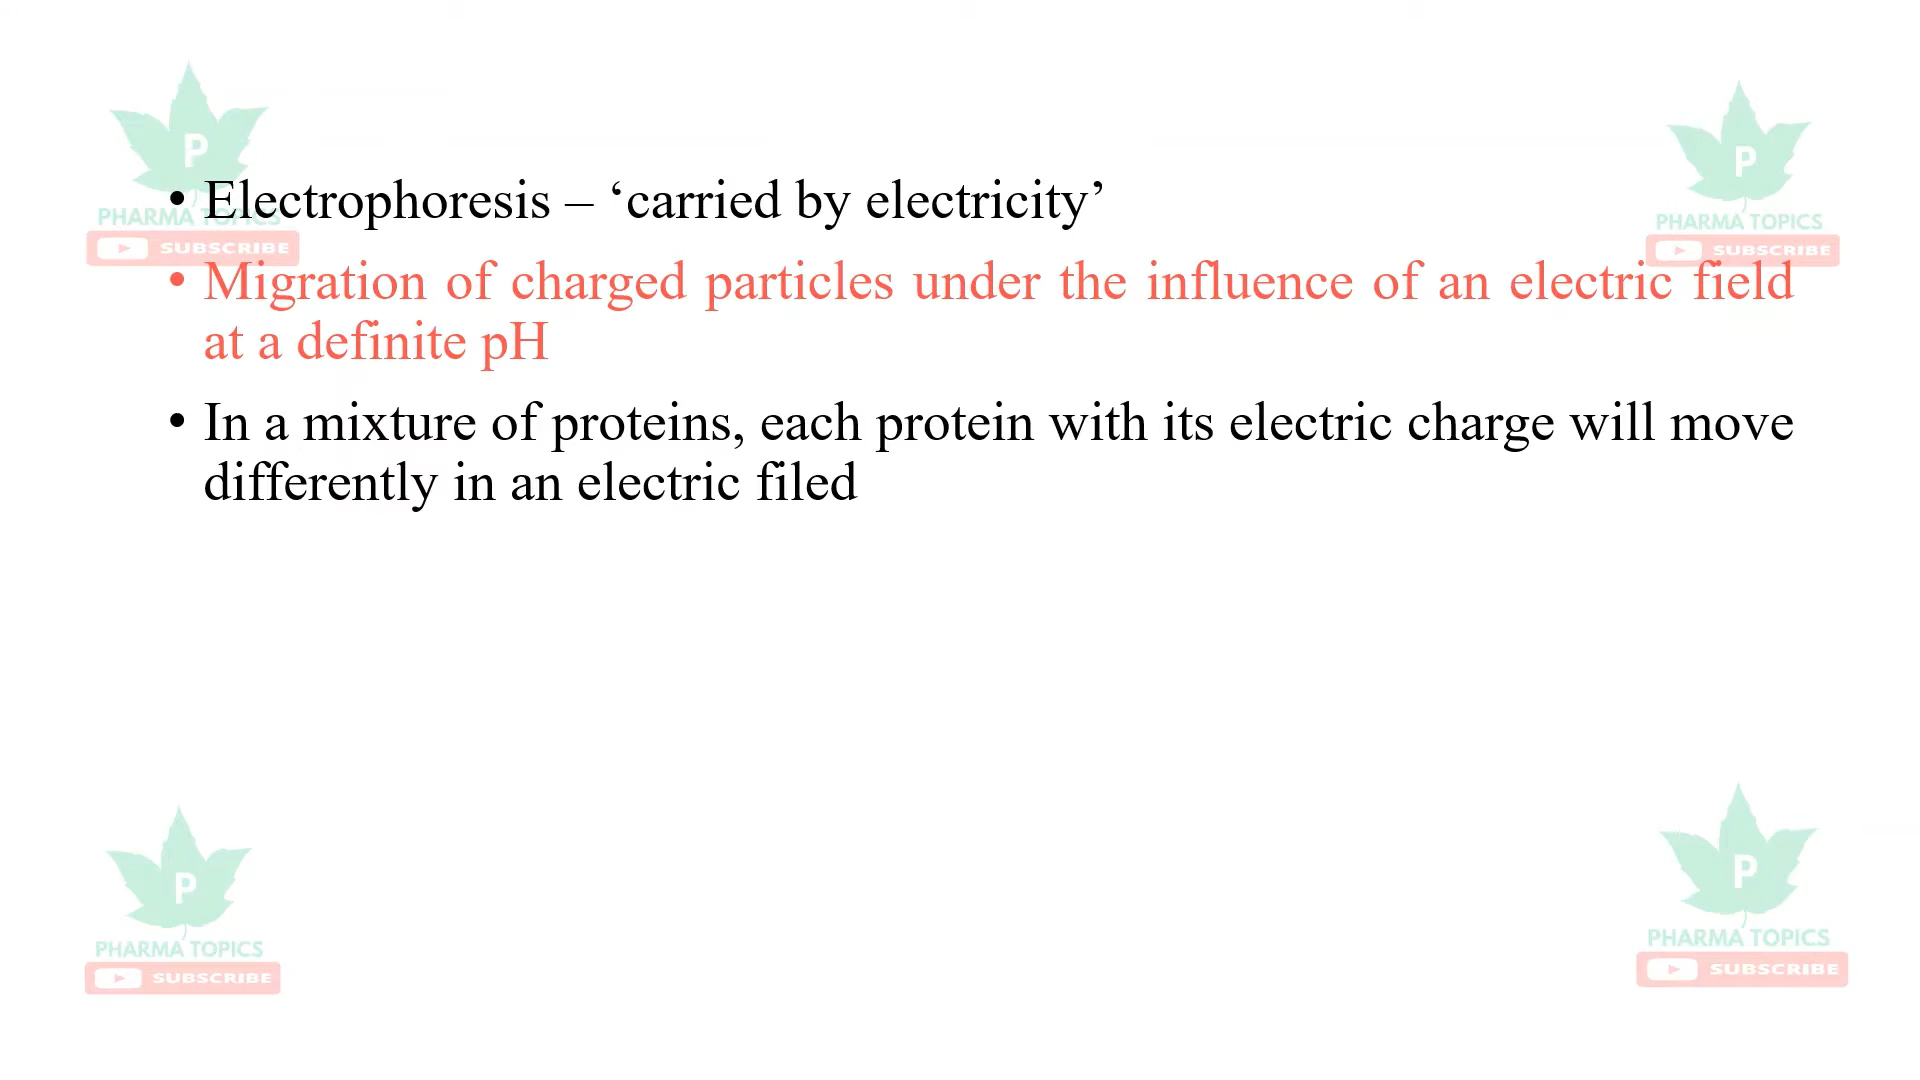 P
PHARMA TOPICS
SUBSCRIBE
P
PHARMA TOPICS
SUBSCRIBE
• Electrophoresis – ‘carried by electricity’
• Migration of charged particles under the influence of an electric field
at a definite pH
• In a mixture of proteins, each protein with its electric charge will move
differently in an electric filed
P
PHARMA TOPICS
SUBSCRIBE
P
PHARMA TOPICS
SUBSCRIBE